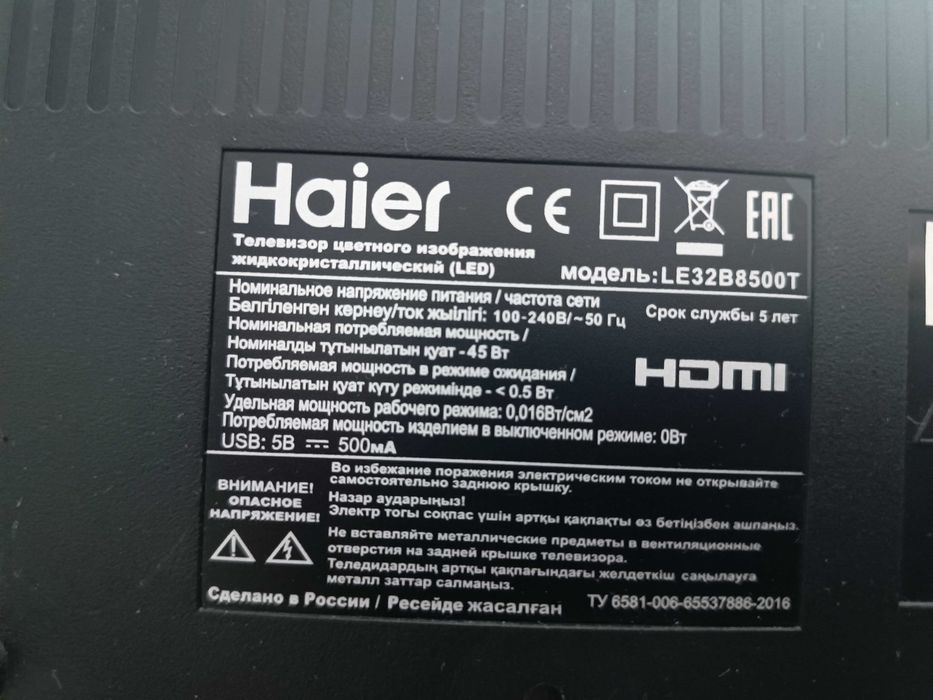 Haier CE EAC
Телевизор цветного изображения
жидкокристаллический (LED)
модель: LE32B8500T
Номинальное напряжение питания / частота сети
Белгіленген кернеу/ток жыілігі: 100-240В/~50 Гц
Срок службы 5 лет
Номинальная потребляемая мощность /
Номиналды тұтынылатын қуат - 45 Вт
Потребляемая мощность в режиме ожидания /
Тұтынылатын қуат күту режимінде - < 0.5 Вт
HDMI
Удельная мощность рабочего режима: 0,016Вт/см2
Потребляемая мощность изделием в выключенном режиме: 0Вт
USB: 5В ⎓ 500мА
ВНИМАНИЕ!
ОПАСНОЕ
НАПРЯЖЕНИЕ!
Во избежание поражения электрическим током не открывайте
самостоятельно заднюю крышку.
Назар аударыңыз!
Электр тогы соқпас үшін артқы қақпақты өз бетіңізбен ашпаңыз.
Не вставляйте металлические предметы в вентиляционные
отверстия на задней крышке телевизора.
Теледидардың артқы қақпағындағы желдеткіш саңылауға
металл заттар салмаңыз.
Сделано в России / Ресейде жасалған
ТУ 6581-006-65537886-2016